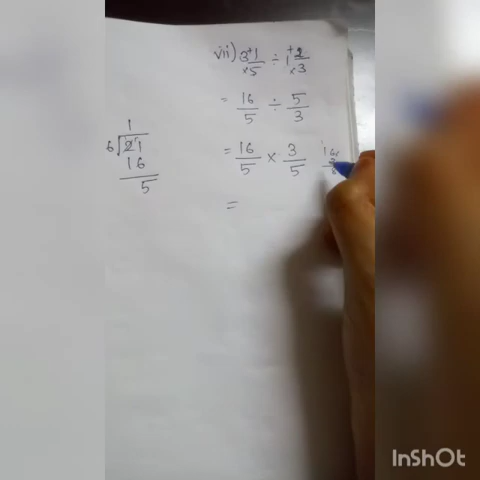 vii) 3+1/×5 ÷ 1+2/×3
= 16/5 ÷ 5/3
= 16/5 × 3/5
=
1
6)21
16
5
InShOt